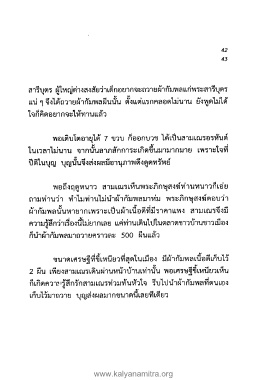 42
43
สารีบุตร ผู้ใหญ่ต่างสงสัยว่าเด็กอยากจะถวายผ้ากัมพลแก่พระสารีบุตร
แน่ ๆ จึงได้ถวายผ้ากัมพลผืนนั้น ตั้งแต่แรกคลอดไม่นาน ยังพูดไม่ได้
ใจก็คิดอยากจะให้ทานแล้ว
พอเติบโตอายุได้ 7 ขวบ ก็ออกบวช ได้เป็นสามเณรอรหันต์
ในเวลาไม่นาน จากนั้นลาภสักการะเกิดขึ้นมามากมาย เพราะใจที่
ปีติในบุญ บุญนั้นจึงส่งผลมีอานุภาพดึงดูดทรัพย์
พอถึงฤดูหนาว สามเณรเห็นพระภิกษุสงฆ์ท่านหนาวก็เอ่ย
ถามท่านว่า ทำไมท่านไม่นำผ้ากัมพลมาห่ม พระภิกษุสงฆ์ตอบว่า
ผ้ากัมพลนั้นหายากเพราะเป็นผ้าเนื้อดีที่มีราคาแพง สามเณรจึงมี
ความรู้สึกว่าเรื่องนี้ไม่ยากเลย แค่ท่านเดินไปในตลาดชาวบ้านชาวเมือง
ก็นำผ้ากัมพลมาถวายคราวละ 500 ผืนแล้ว
ขนาดเศรษฐีที่ขี้เหนียวที่สุดในเมือง มีผ้ากัมพลเนื้อดีเก็บไว้
2 ผืน เพียงสามเณรเดินผ่านหน้าบ้านเท่านั้น พอเศรษฐีขี้เหนียวเห็น
ก็เกิดความรู้สึกรักสามเณรท่วมท้นหัวใจ รีบไปนำผ้ากัมพลที่ตนเอง
เก็บไว้มาถวาย บุญส่งผลมากขนาดนี้เลยทีเดียว
www.kalyanamitra.org